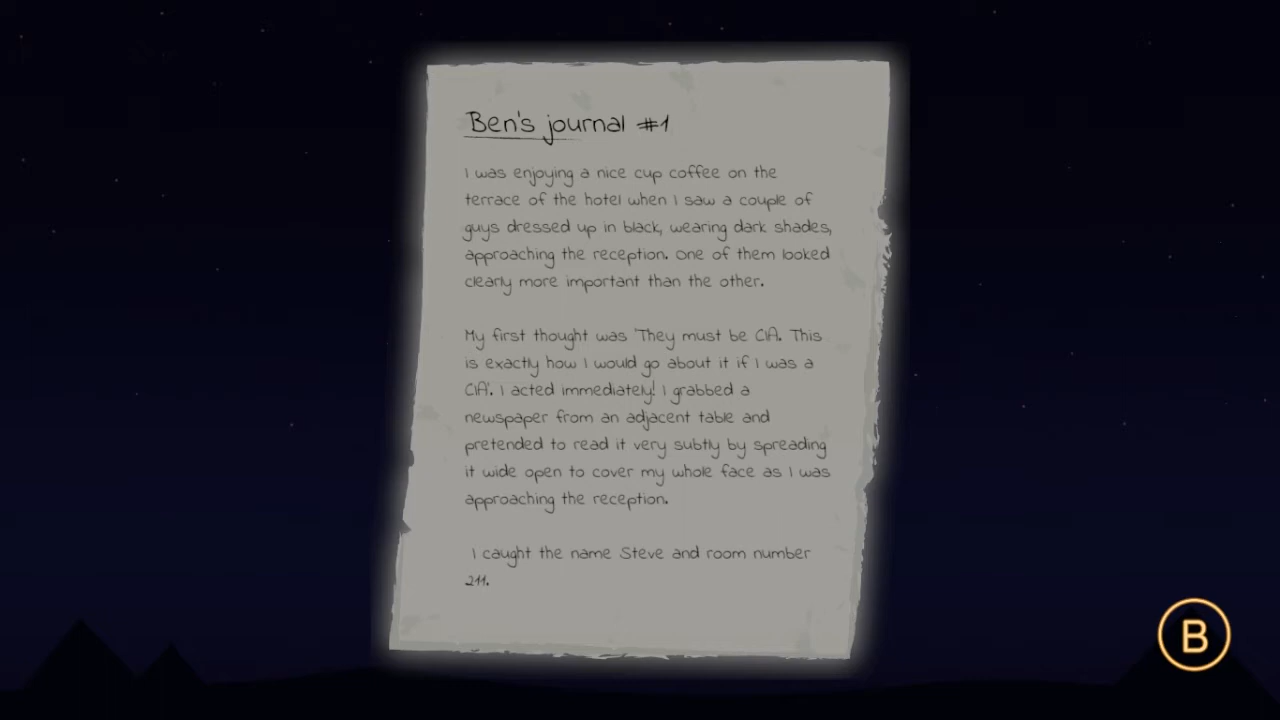 Ben's journal #1
I was enjoying a nice cup coffee on the
terrace of the hotel when I saw a couple of
guys dressed up in black, wearing dark shades,
approaching the reception. One of them looked
clearly more important than the other.
My first thought was 'They must be CIA. This
is exactly how I would go about it if I was a
CIA'. I acted immediately! I grabbed a
newspaper from an adjacent table and
pretended to read it very subtly by spreading
it wide open to cover my whole face as I was
approaching the reception.
I caught the name Steve and room number
211.
B